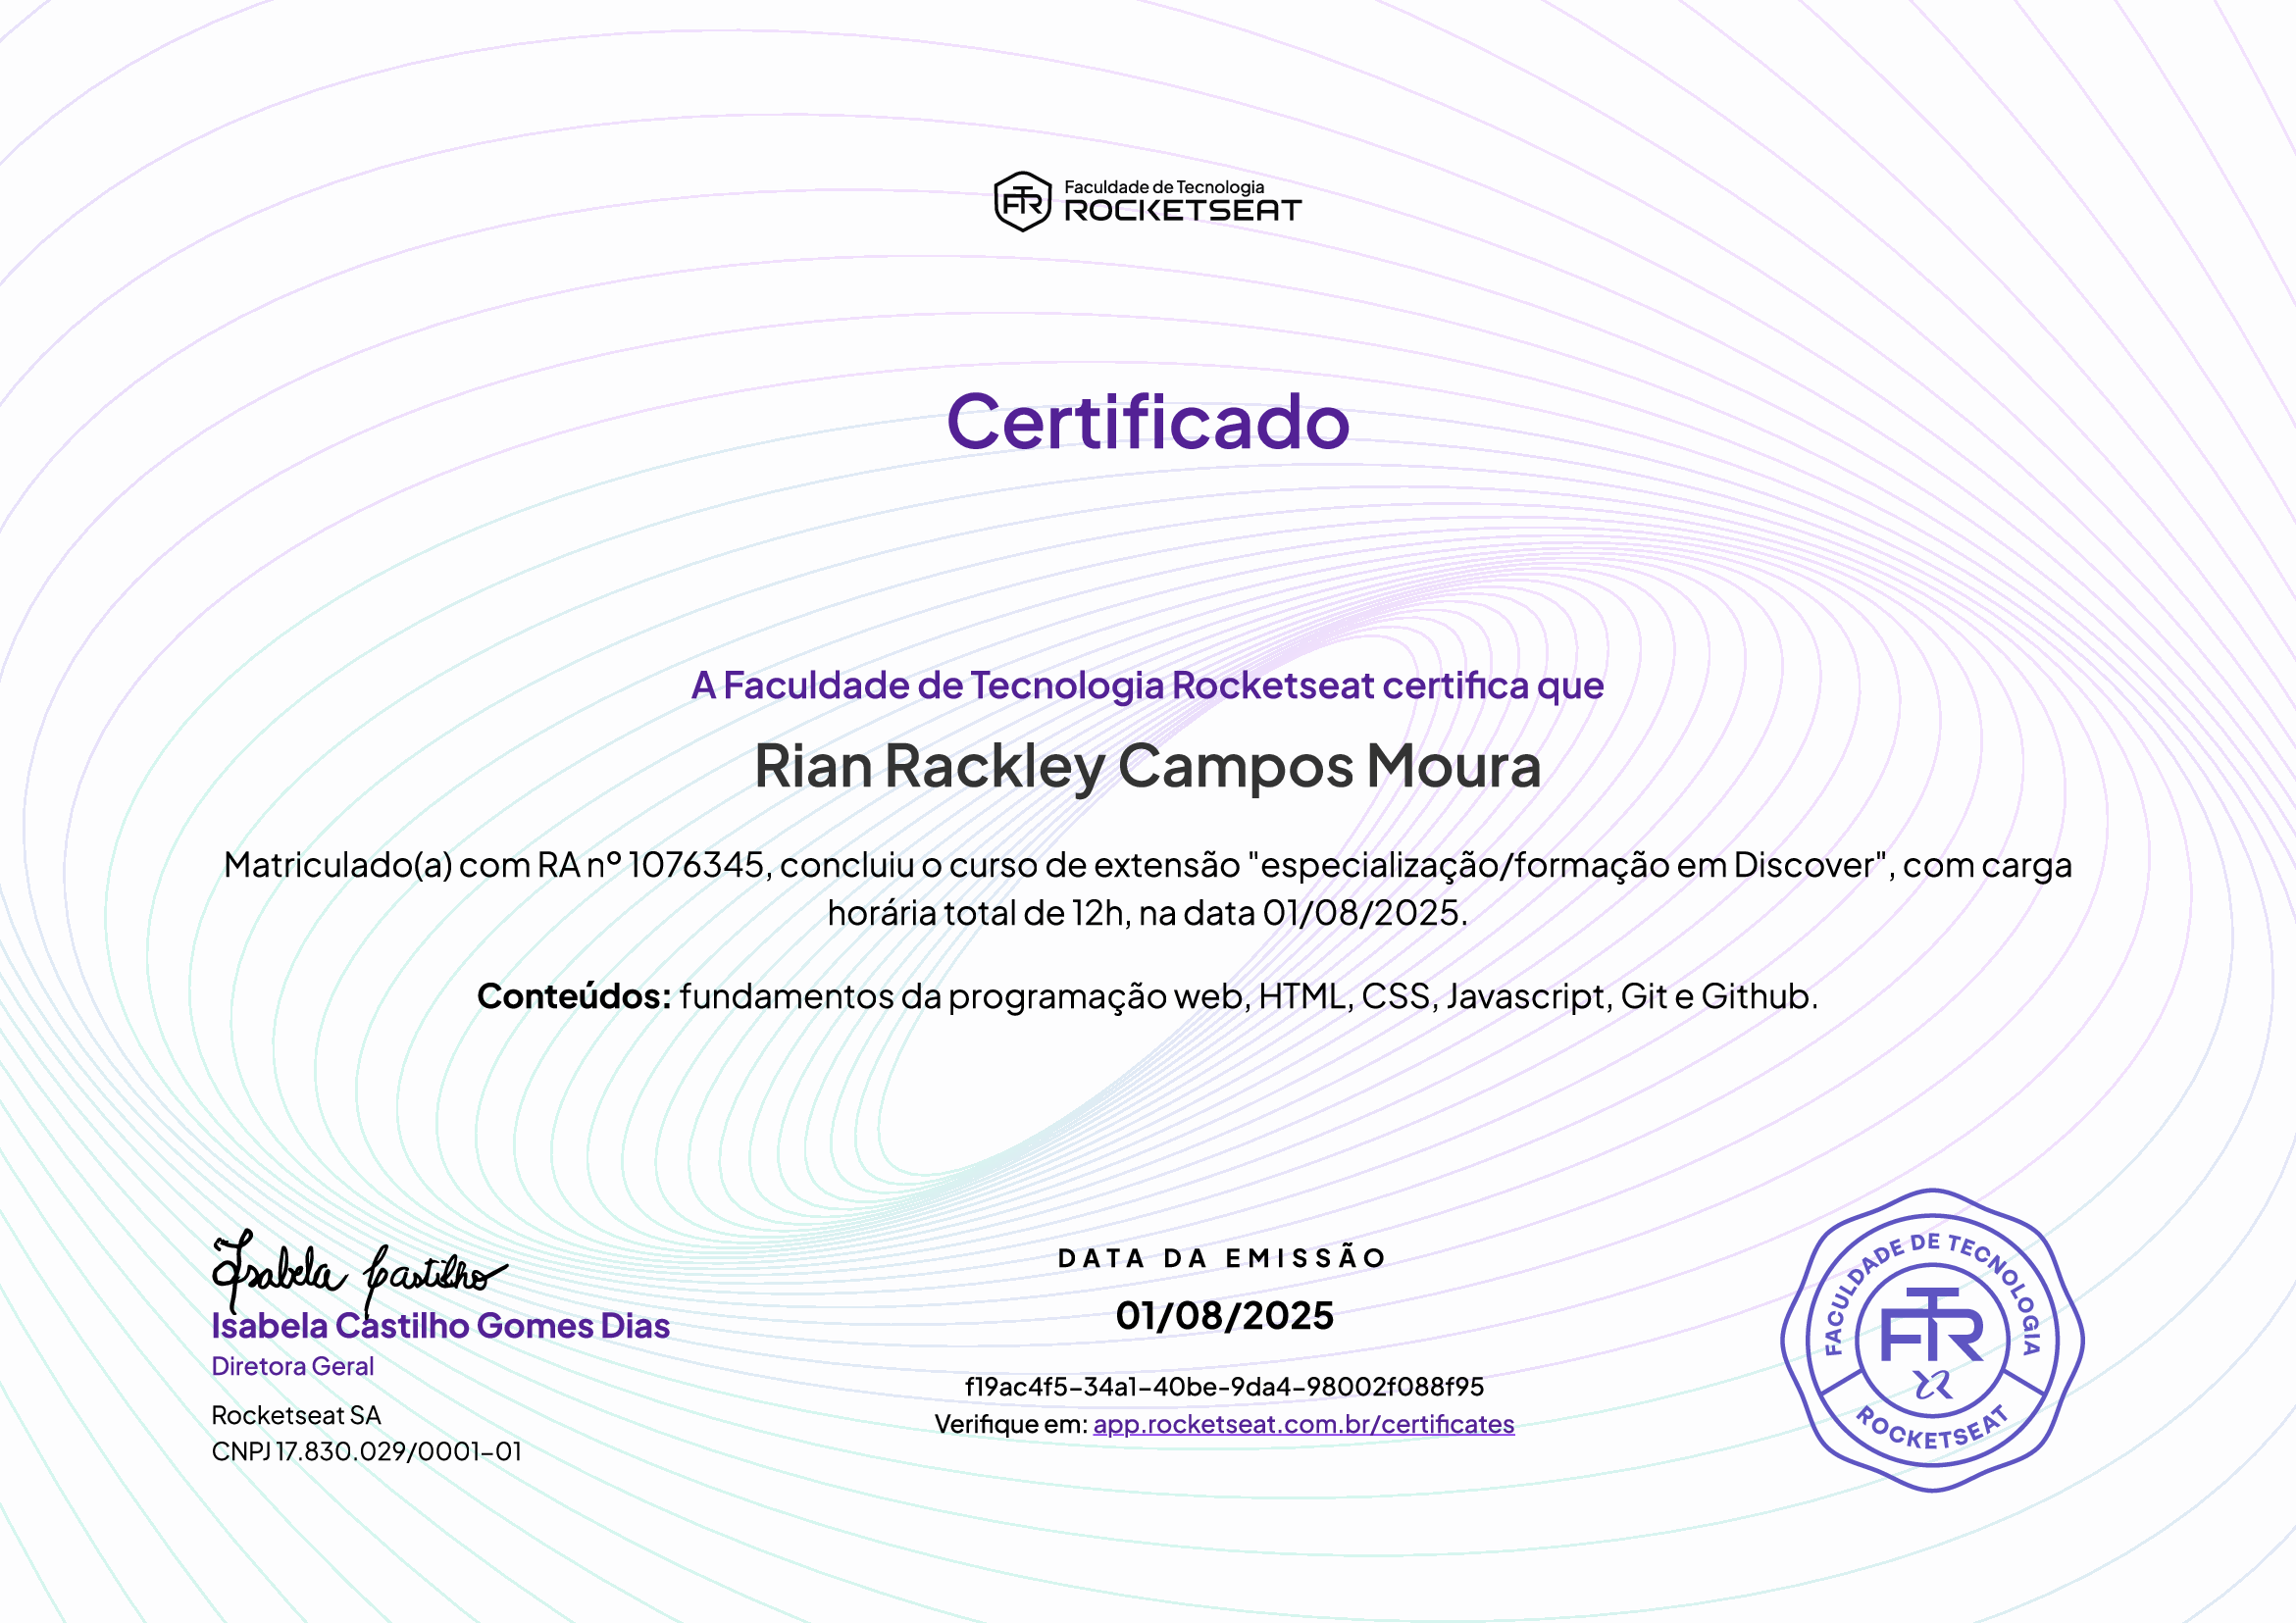 Faculdade de Tecnologia
ROCKETSEAT
Certificado
A Faculdade de Tecnologia Rocketseat certifica que
Rian Rackley Campos Moura
Matriculado(a) com RA nº 1076345, concluiu o curso de extensão "especialização/formação em Discover", com carga
horária total de 12h, na data 01/08/2025.
Conteúdos: fundamentos da programação web, HTML, CSS, Javascript, Git e Github.
Isabela Castilho
Isabela Castilho Gomes Dias
Diretora Geral
Rocketseat SA
CNPJ 17.830.029/0001-01
DATA DA EMISSÃO
01/08/2025
f19ac4f5-34a1-40be-9da4-98002f088f95
Verifique em: app.rocketseat.com.br/certificates
FACULDADE DE TECNOLOGIA
FTR
ROCKETSEAT